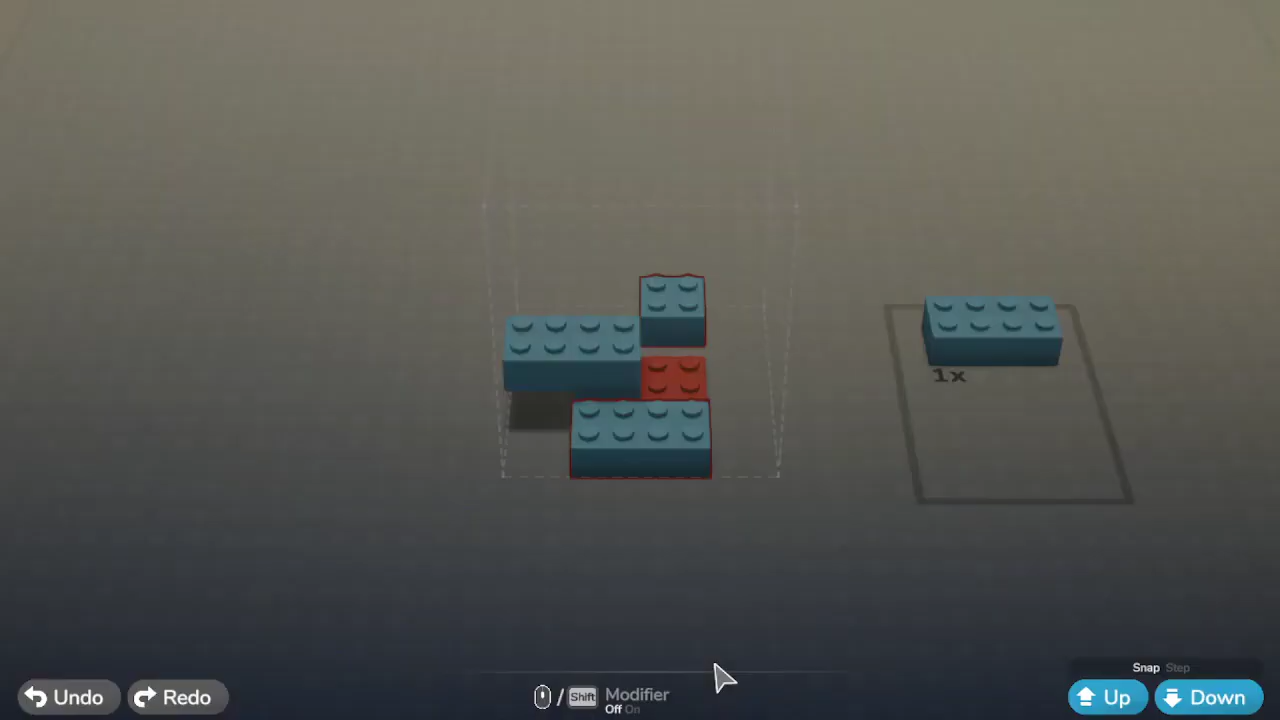 1x
Snap Step
Undo
Redo
/ Shift Modifier
Off On
Up
Down